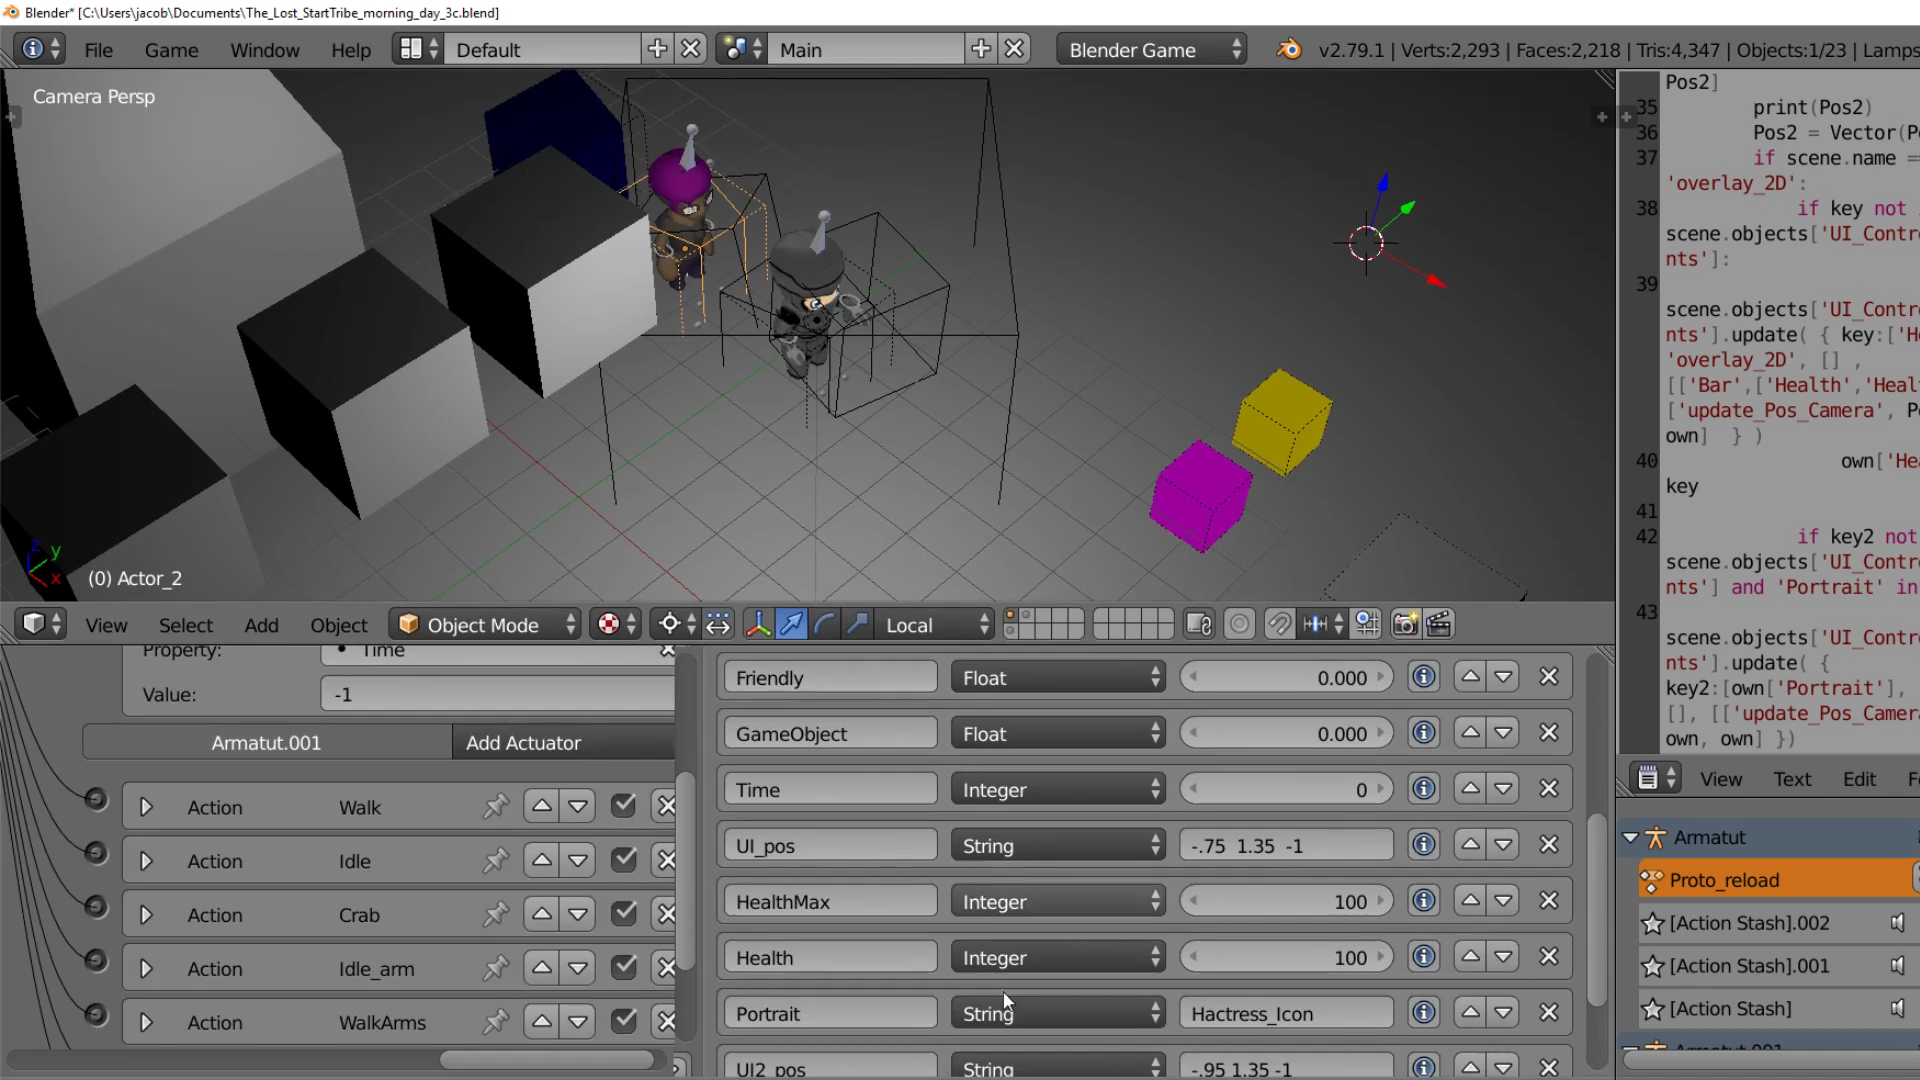 Blender* [C:\Users\jacob\Documents\The_Lost_StartTribe_morning_day_3c.blend]
File Game Window Help Default Main Blender Game v2.79.1 | Verts:2,293 | Faces:2,218 | Tris:4,347 | Objects:1/23 | Lamps
Camera Persp
z y x
(0) Actor_2
View Select Add Object Object Mode Local
Property: Time
Value: -1
Armatut.001 Add Actuator
Action Walk
Action Idle
Action Crab
Action Idle_arm
Action WalkArms
Friendly Float 0.000
GameObject Float 0.000
Time Integer 0
UI_pos String -.75 1.35 -1
HealthMax Integer 100
Health Integer 100
Portrait String Hactress_Icon
UI2_pos String -.95 1.35 -1
Pos2]
35 print(Pos2)
36 Pos2 = Vector(P
37 if scene.name ==
'overlay_2D':
38 if key not
scene.objects['UI_Contr
nts']:
39
scene.objects['UI_Contr
nts'].update( { key:['He
'overlay_2D', [] ,
[['Bar',['Health','Heal
['update_Pos_Camera', P
own] } )
40 own['Hea
key
41
42 if key2 not
scene.objects['UI_Contr
nts'] and 'Portrait' in
43
scene.objects['UI_Contr
nts'].update( {
key2:[own['Portrait'],
[], [['update_Pos_Camera
own, own] })
View Text Edit
Armatut
Proto_reload
[Action Stash].002
[Action Stash].001
[Action Stash]
Armatut.001